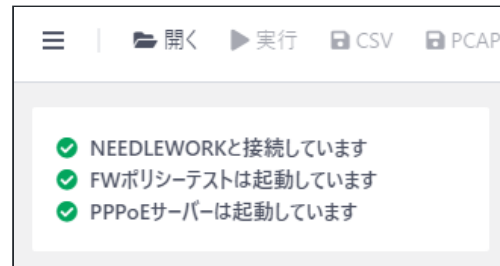 開く 実行 CSV PCAP
NEEDLEWORKと接続しています
FWポリシーテストは起動しています
PPPoEサーバーは起動しています